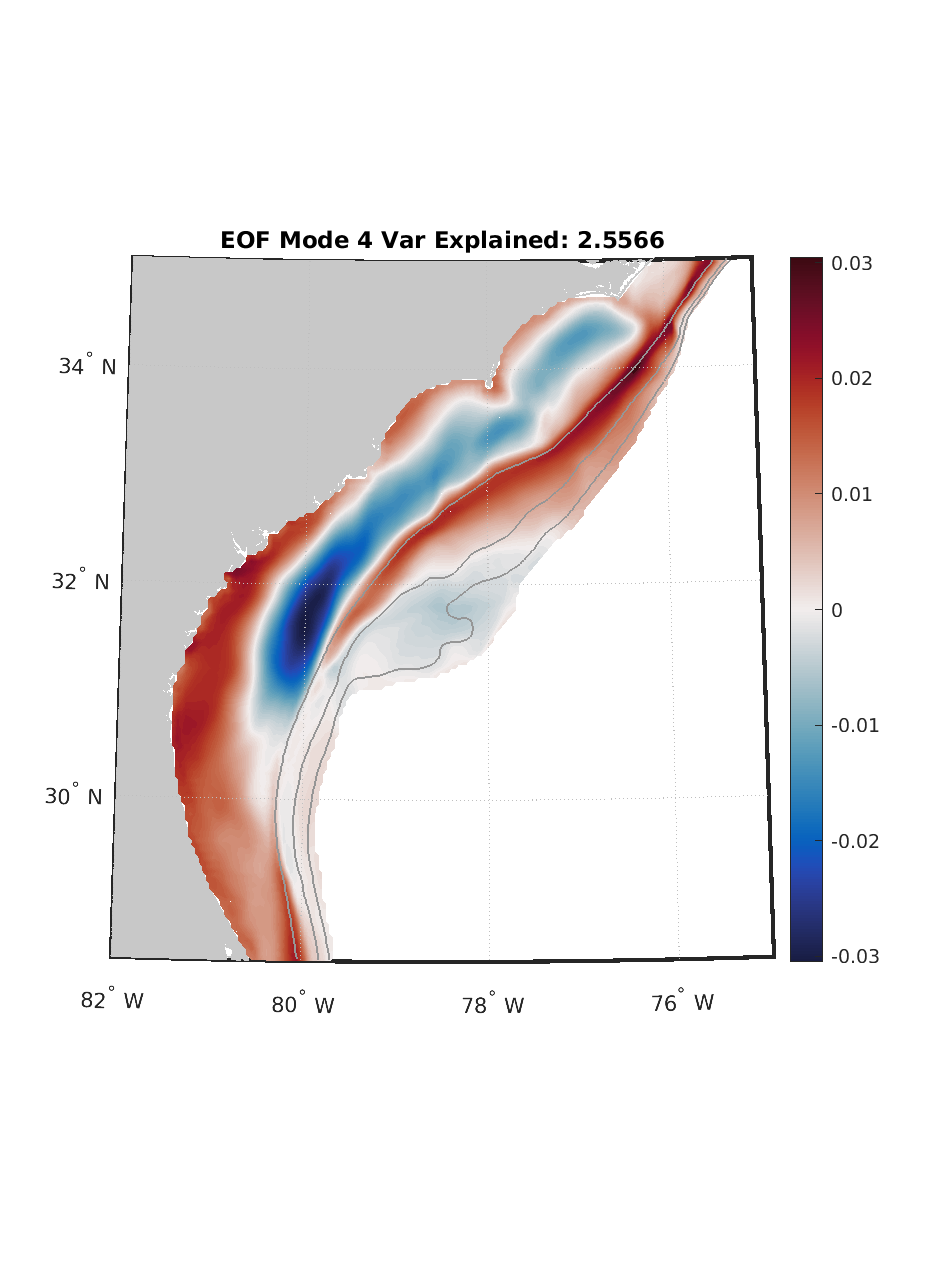 EOF Mode 4 Var Explained: 2.5566
0.03
34° N
0.02
0.01
32° N
0
-0.01
30° N
-0.02
-0.03
82° W
80° W
78° W
76° W